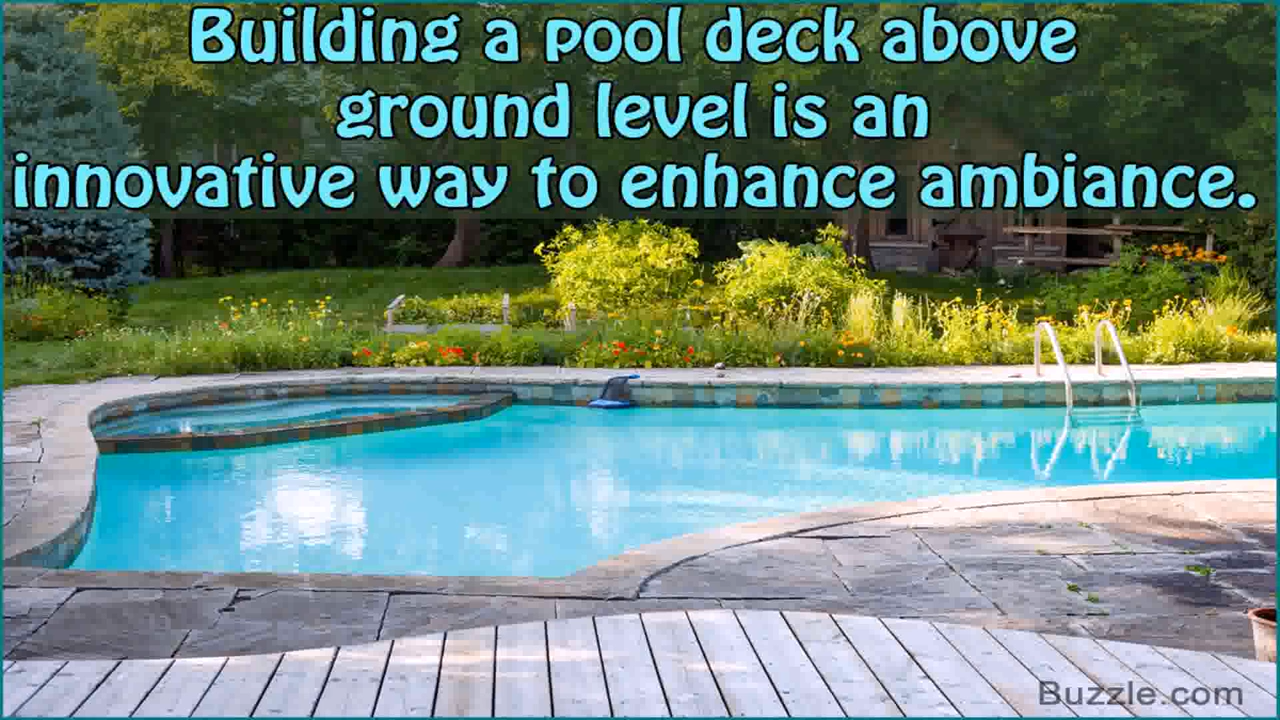 Building a pool deck above
ground level is an
innovative way to enhance ambiance.
Buzzle.com